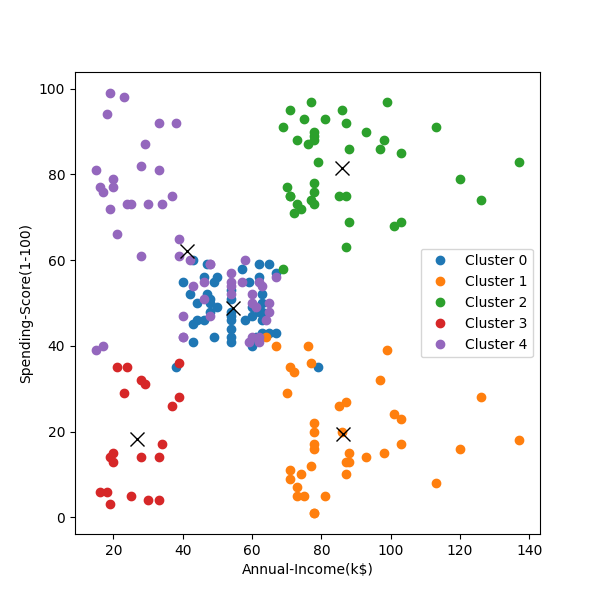 100
80
60
40
20
0
Spending-Score(1-100)
Cluster 0
Cluster 1
Cluster 2
Cluster 3
Cluster 4
20 40 60 80 100 120 140
Annual-Income(k$)